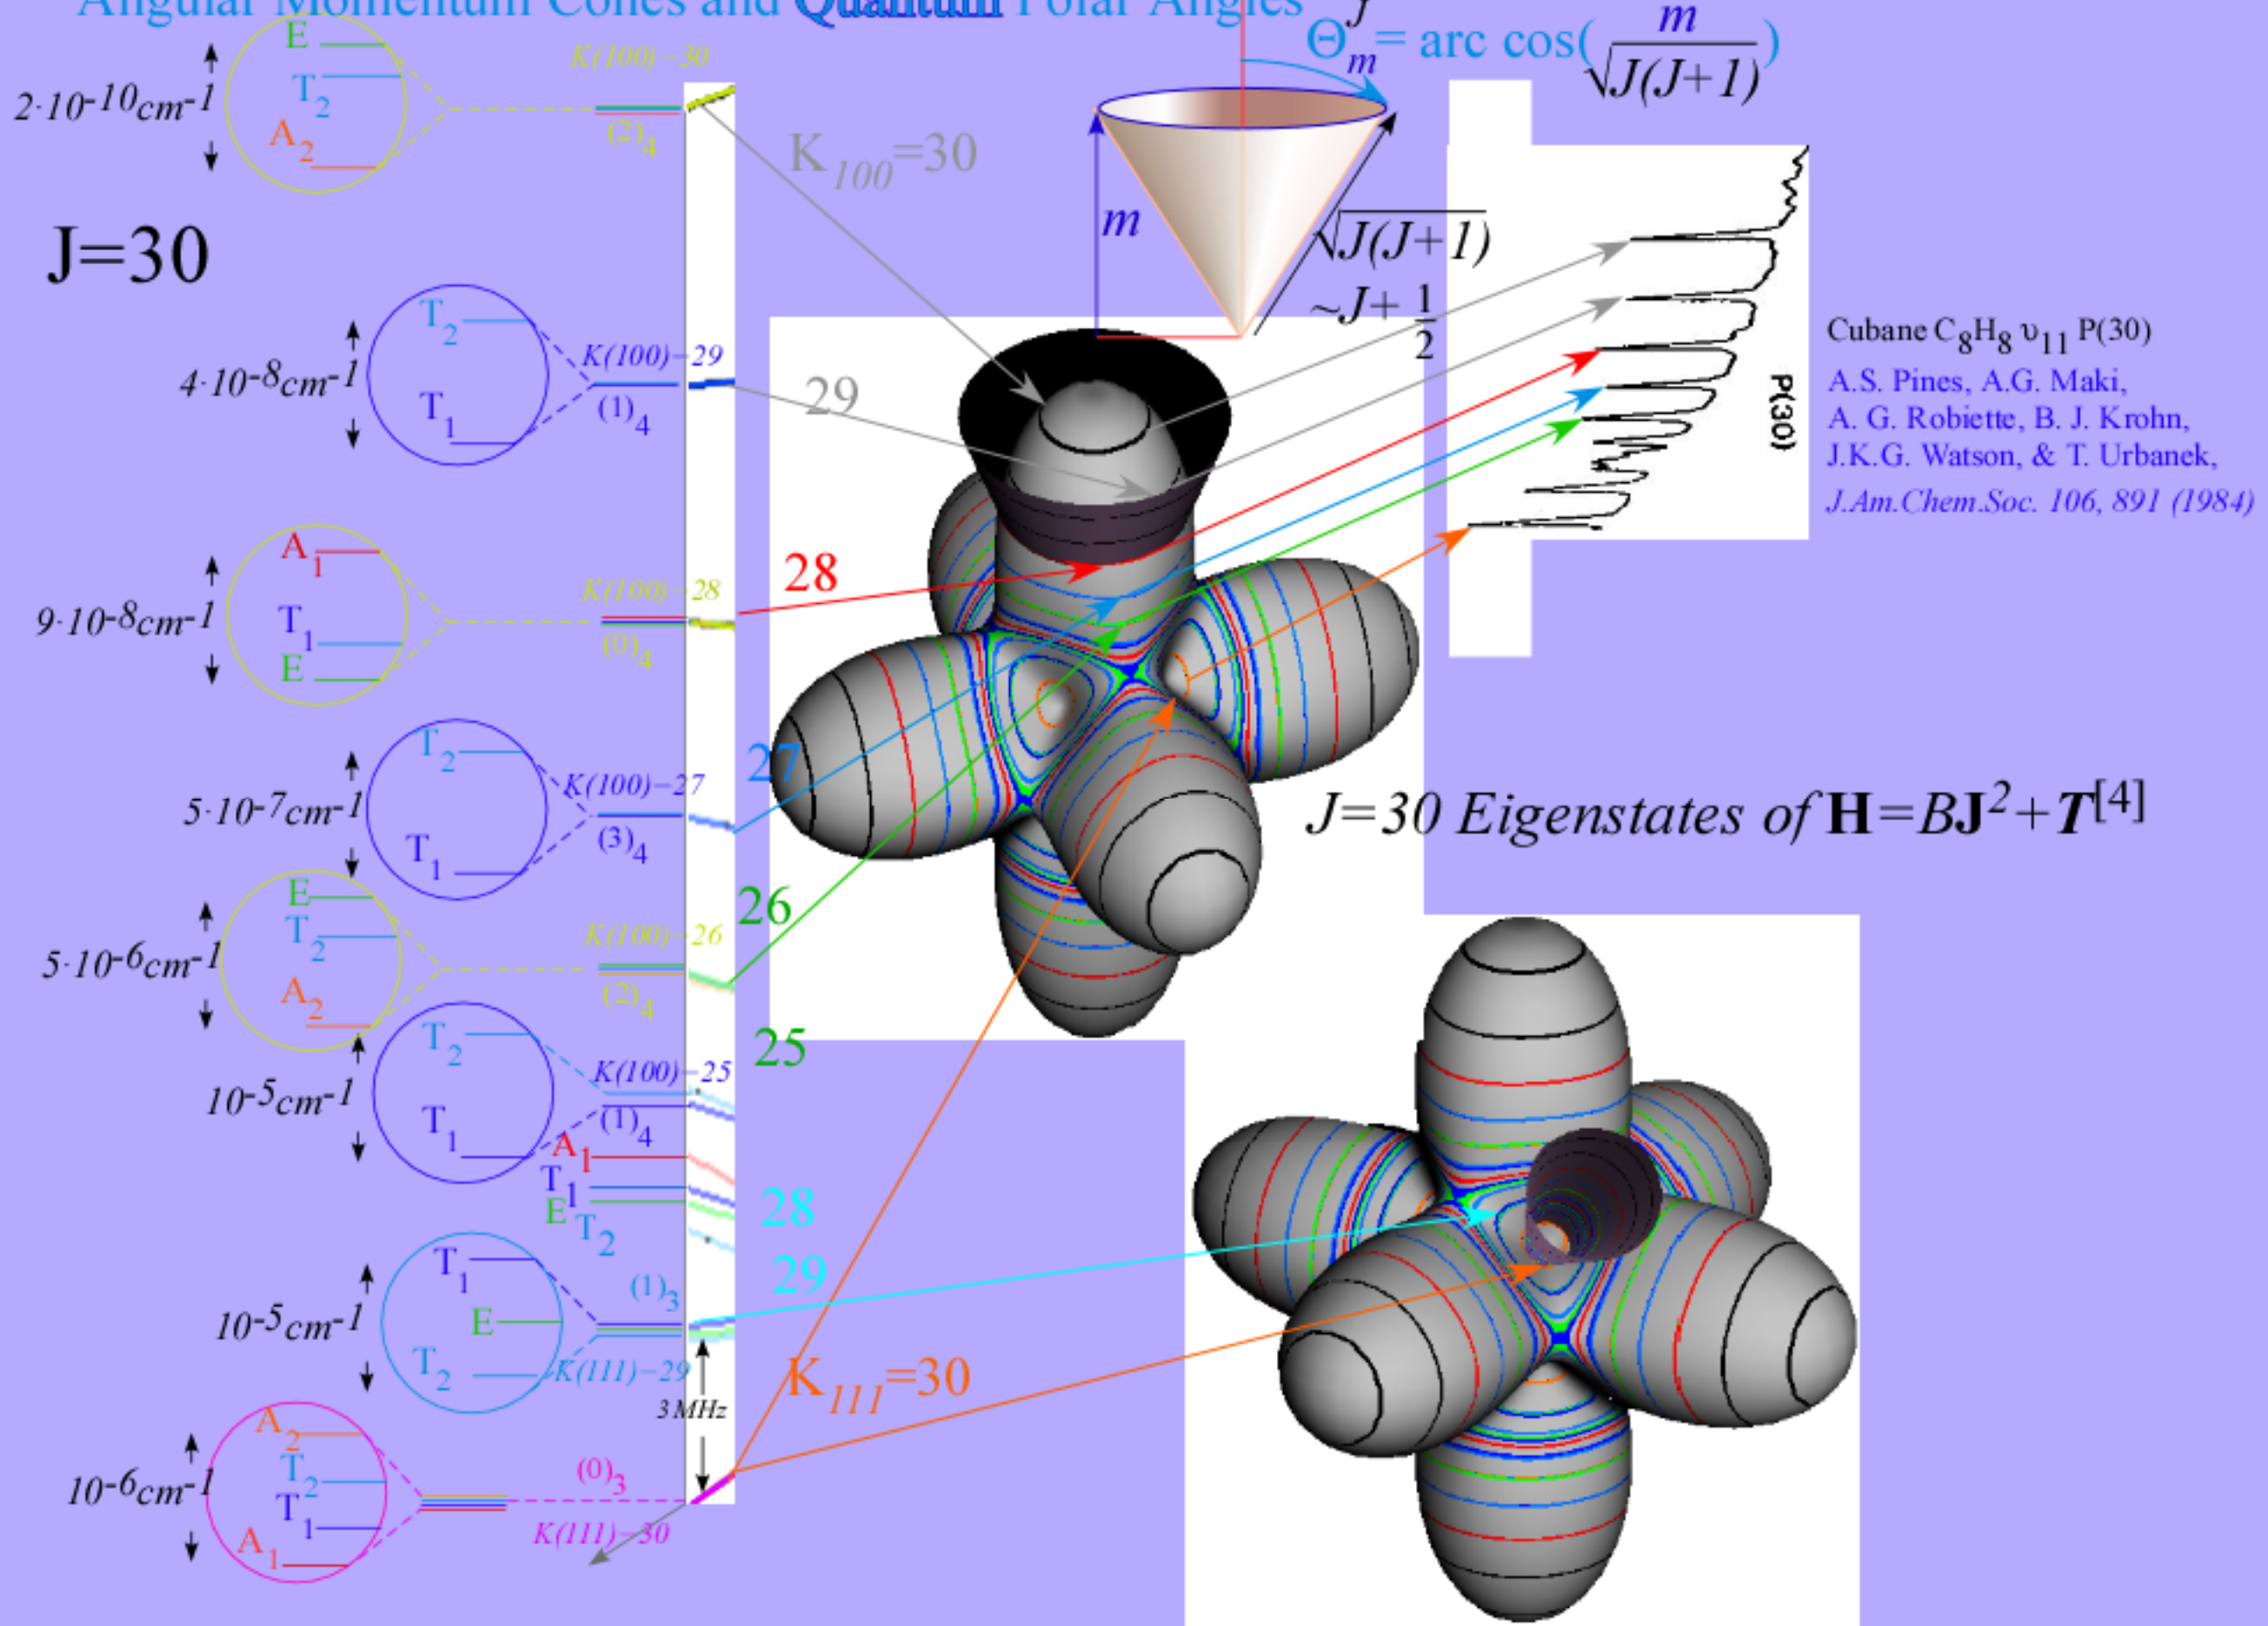 Angular Momentum Cones and Quantum Polar Angles
Θ J m = arc cos( m / √J(J+1) )
m
√J(J+1)
~J+ 1/2
J=30
E
T2
A2
2·10-10cm-1
K(100)-30
(2)4
T2
T1
4·10-8cm-1
K(100)-29
(1)4
A1
T1
E
9·10-8cm-1
K(100)-28
(0)4
T2
T1
5·10-7cm-1
K(100)-27
(3)4
E
T2
A2
5·10-6cm-1
K(100)-26
(2)4
T2
T1
10-5cm-1
K(100)-25
(1)4
A1
T1
E
T2
T1
E
T2
10-5cm-1
(1)3
K(111)-29
3 MHz
A2
T2
T1
A1
10-6cm-1
(0)3
K(111)-30
K100=30
29
28
27
26
25
28
29
K111=30
P(30)
Cubane C8H8 υ11 P(30)
A.S. Pines, A.G. Maki,
A. G. Robiette, B. J. Krohn,
J.K.G. Watson, & T. Urbanek,
J.Am.Chem.Soc. 106, 891 (1984)
J=30 Eigenstates of H=BJ²+T[4]